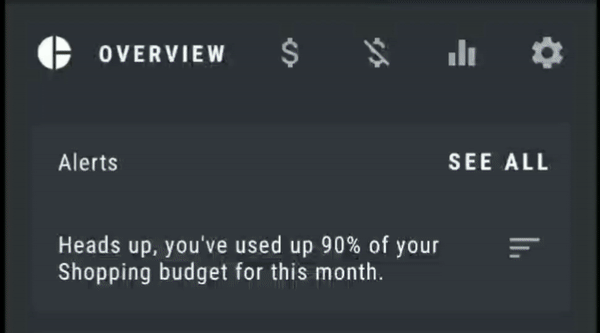 OVERVIEW
Alerts
SEE ALL
Heads up, you've used up 90% of your
Shopping budget for this month.